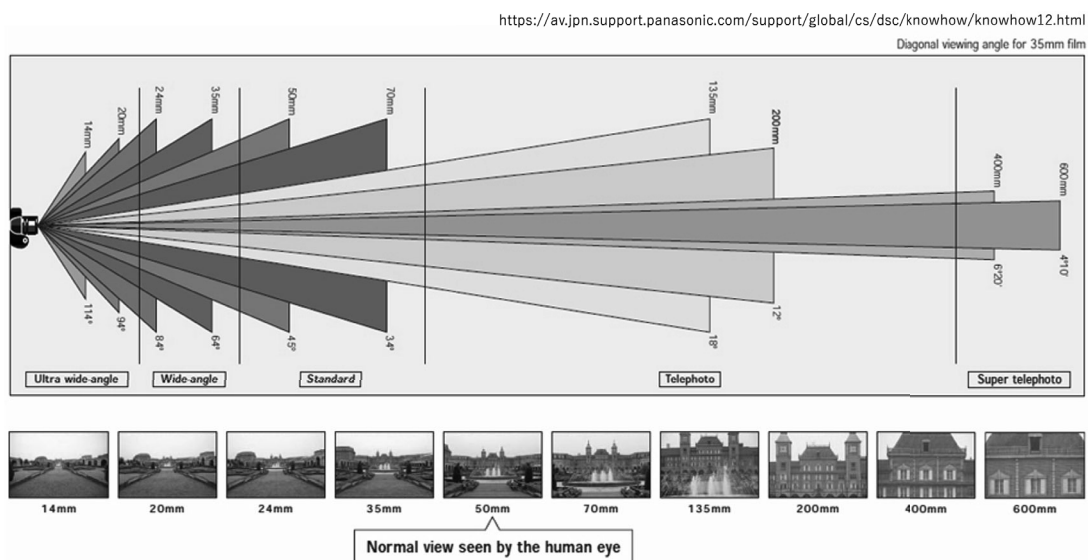 https://av.jpn.support.panasonic.com/support/global/cs/dsc/knowhow/knowhow12.html
Diagonal viewing angle for 35mm film
14mm
20mm
24mm
35mm
50mm
70mm
135mm
200mm
400mm
600mm
114°
94°
84°
64°
45°
34°
18°
12°
6°20'
4°10'
Ultra wide-angle
Wide-angle
Standard
Telephoto
Super telephoto
14mm
20mm
24mm
35mm
50mm
70mm
135mm
200mm
400mm
600mm
Normal view seen by the human eye